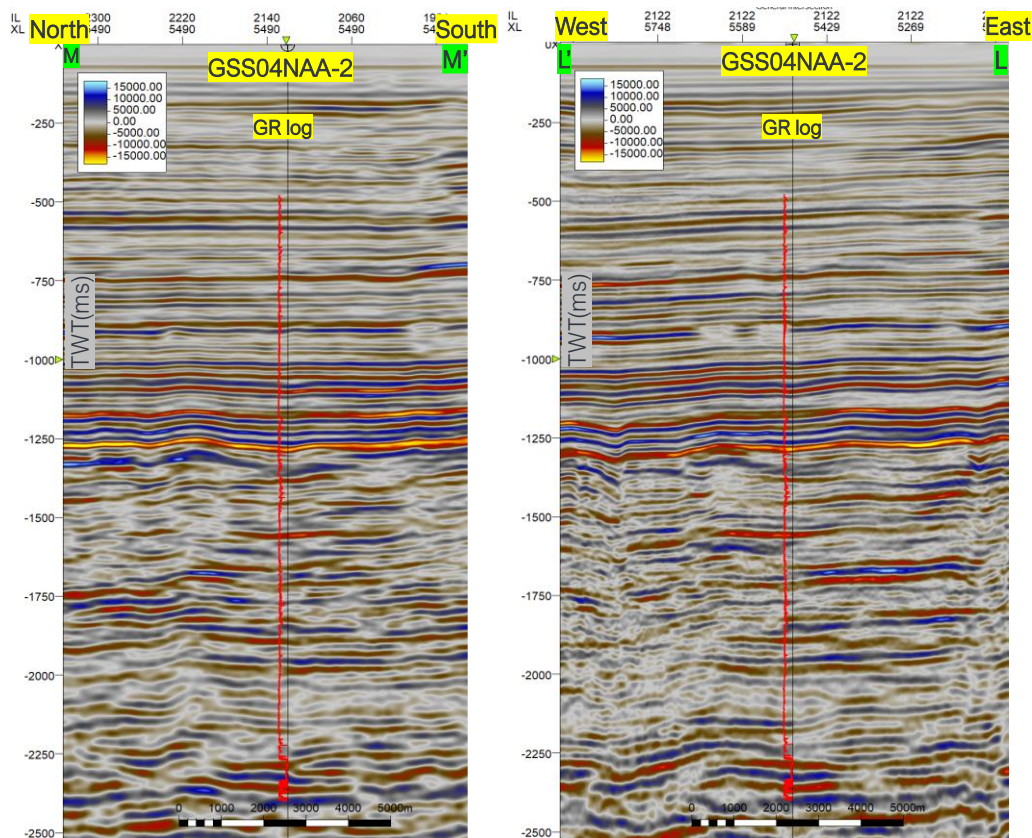 IL 2300 2220 2140 2060
XL 5490 5490 5490
North South
M M'
GSS04NAA-2
15000.00
10000.00
5000.00
0.00
-5000.00
-10000.00
-15000.00
GR log
-250
-500
-750
TWT(ms)
-1000
-1250
-1500
-1750
-2000
-2250
-2500
0 1000 2000 3000 4000 5000m
General Intersection
IL 2122 2122 2122 2122
XL 5748 5589 5429 5269
West East
L' L
GSS04NAA-2
15000.00
10000.00
5000.00
0.00
-5000.00
-10000.00
-15000.00
GR log
-250
-500
-750
TWT(ms)
-1000
-1250
-1500
-1750
-2000
-2250
-2500
0 1000 2000 3000 4000 5000m